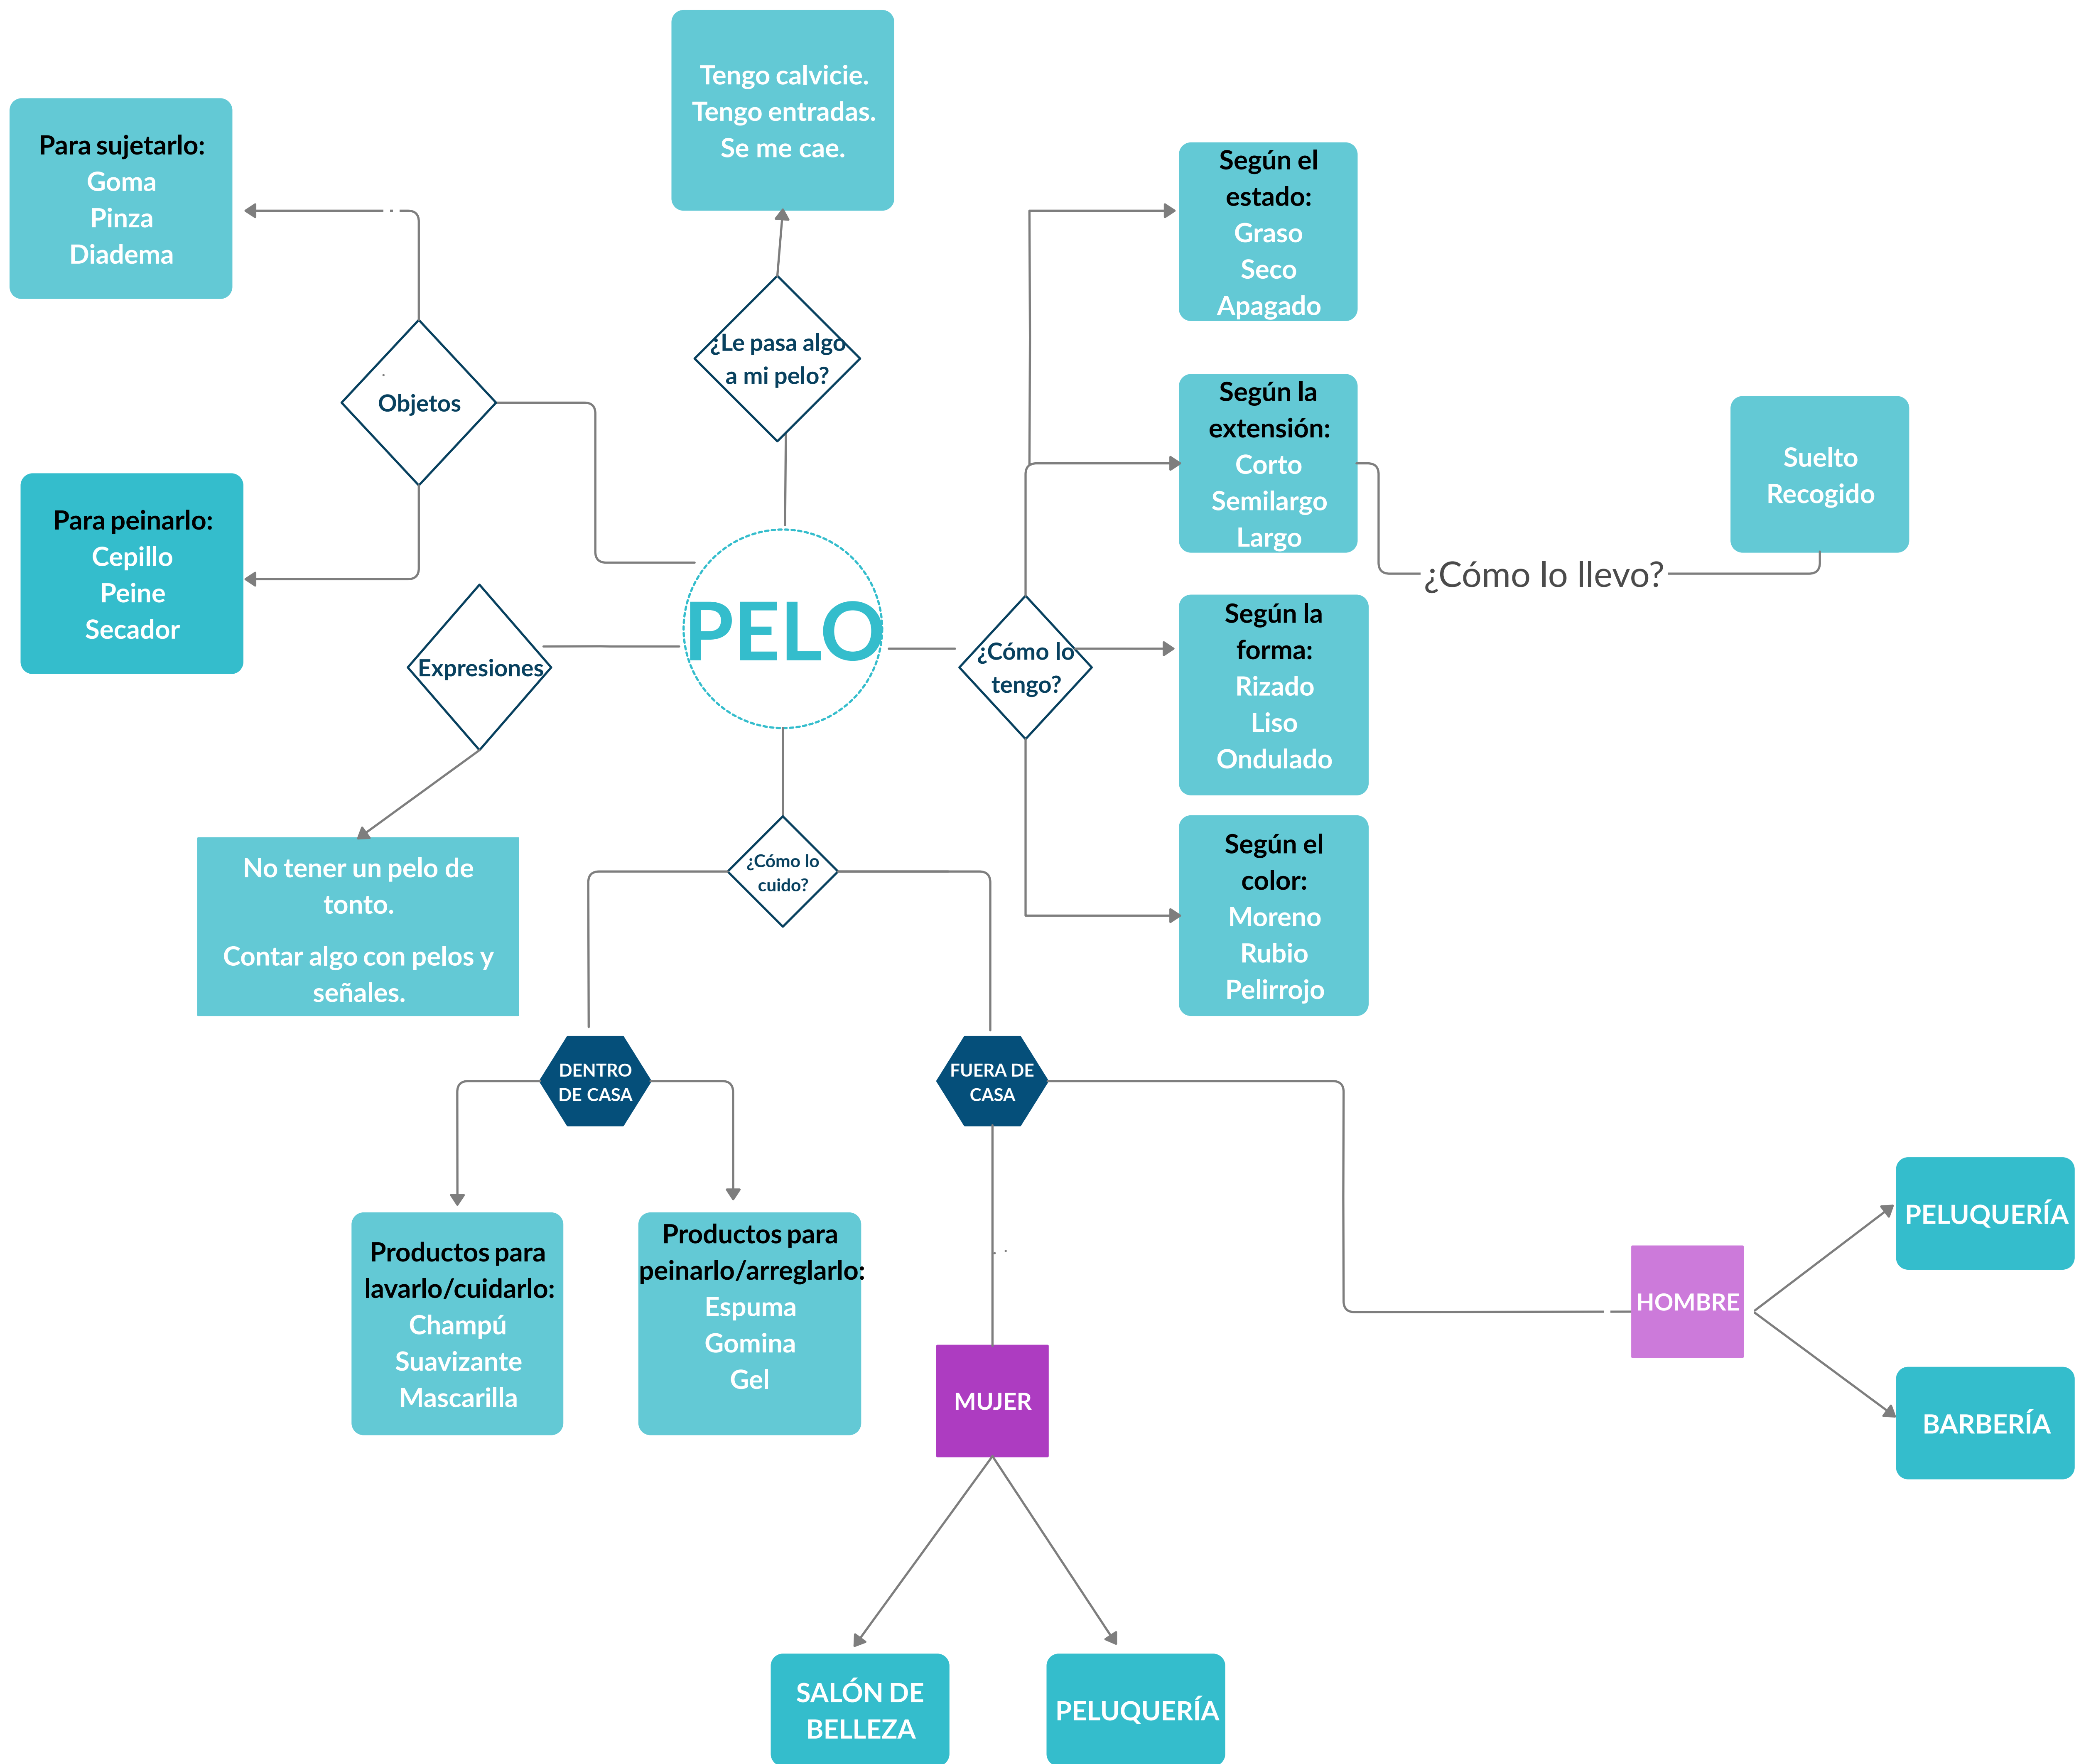 Tengo calvicie.
Tengo entradas.
Se me cae.
Para sujetarlo:
Goma
Pinza
Diadema
Según el
estado:
Graso
Seco
Apagado
¿Le pasa algo
a mi pelo?
Objetos
Según la
extensión:
Corto
Semilargo
Largo
Suelto
Recogido
¿Cómo lo llevo?
Para peinarlo:
Cepillo
Peine
Secador
Expresiones
PELO
¿Cómo lo
tengo?
Según la
forma:
Rizado
Liso
Ondulado
No tener un pelo de
tonto.
Contar algo con pelos y
señales.
¿Cómo lo
cuido?
Según el
color:
Moreno
Rubio
Pelirrojo
DENTRO
DE CASA
FUERA DE
CASA
Productos para
lavarlo/cuidarlo:
Champú
Suavizante
Mascarilla
Productos para
peinarlo/arreglarlo:
Espuma
Gomina
Gel
MUJER
HOMBRE
PELUQUERÍA
BARBERÍA
SALÓN DE
BELLEZA
PELUQUERÍA